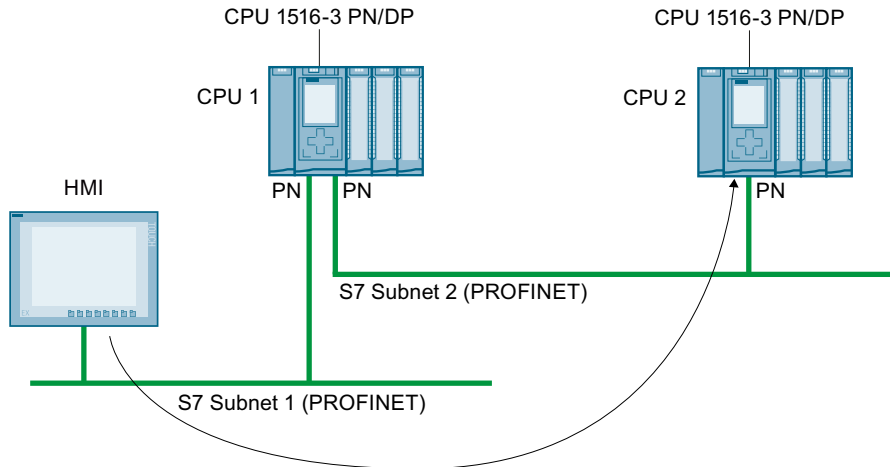 CPU 1516-3 PN/DP
CPU 1516-3 PN/DP
CPU 1
CPU 2
PN
PN
PN
HMI
S7 Subnet 2 (PROFINET)
S7 Subnet 1 (PROFINET)